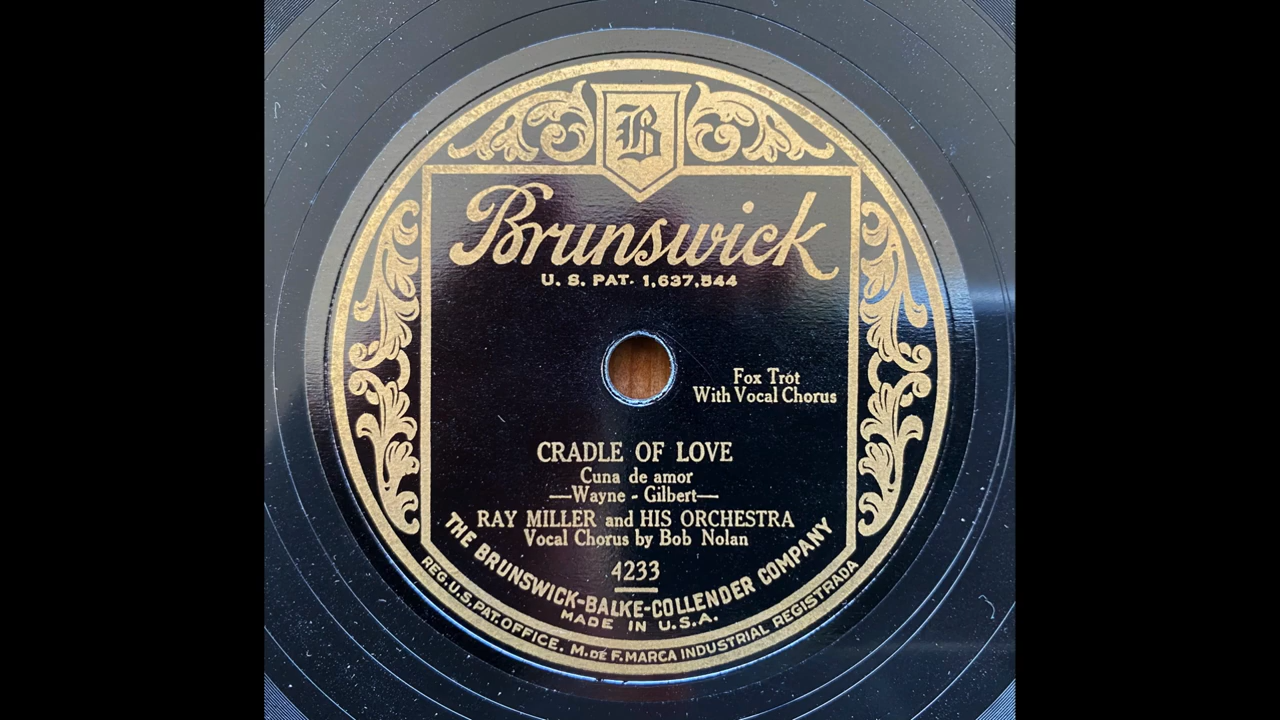 B
Brunswick
U. S. PAT. 1,637,544
Fox Trot
With Vocal Chorus
CRADLE OF LOVE
Cuna de amor
—Wayne - Gilbert—
RAY MILLER and HIS ORCHESTRA
Vocal Chorus by Bob Nolan
4233
THE BRUNSWICK-BALKE-COLLENDER COMPANY
MADE IN U.S.A.
REG. U.S. PAT. OFFICE. M. DE F. MARCA INDUSTRIAL REGISTRADA